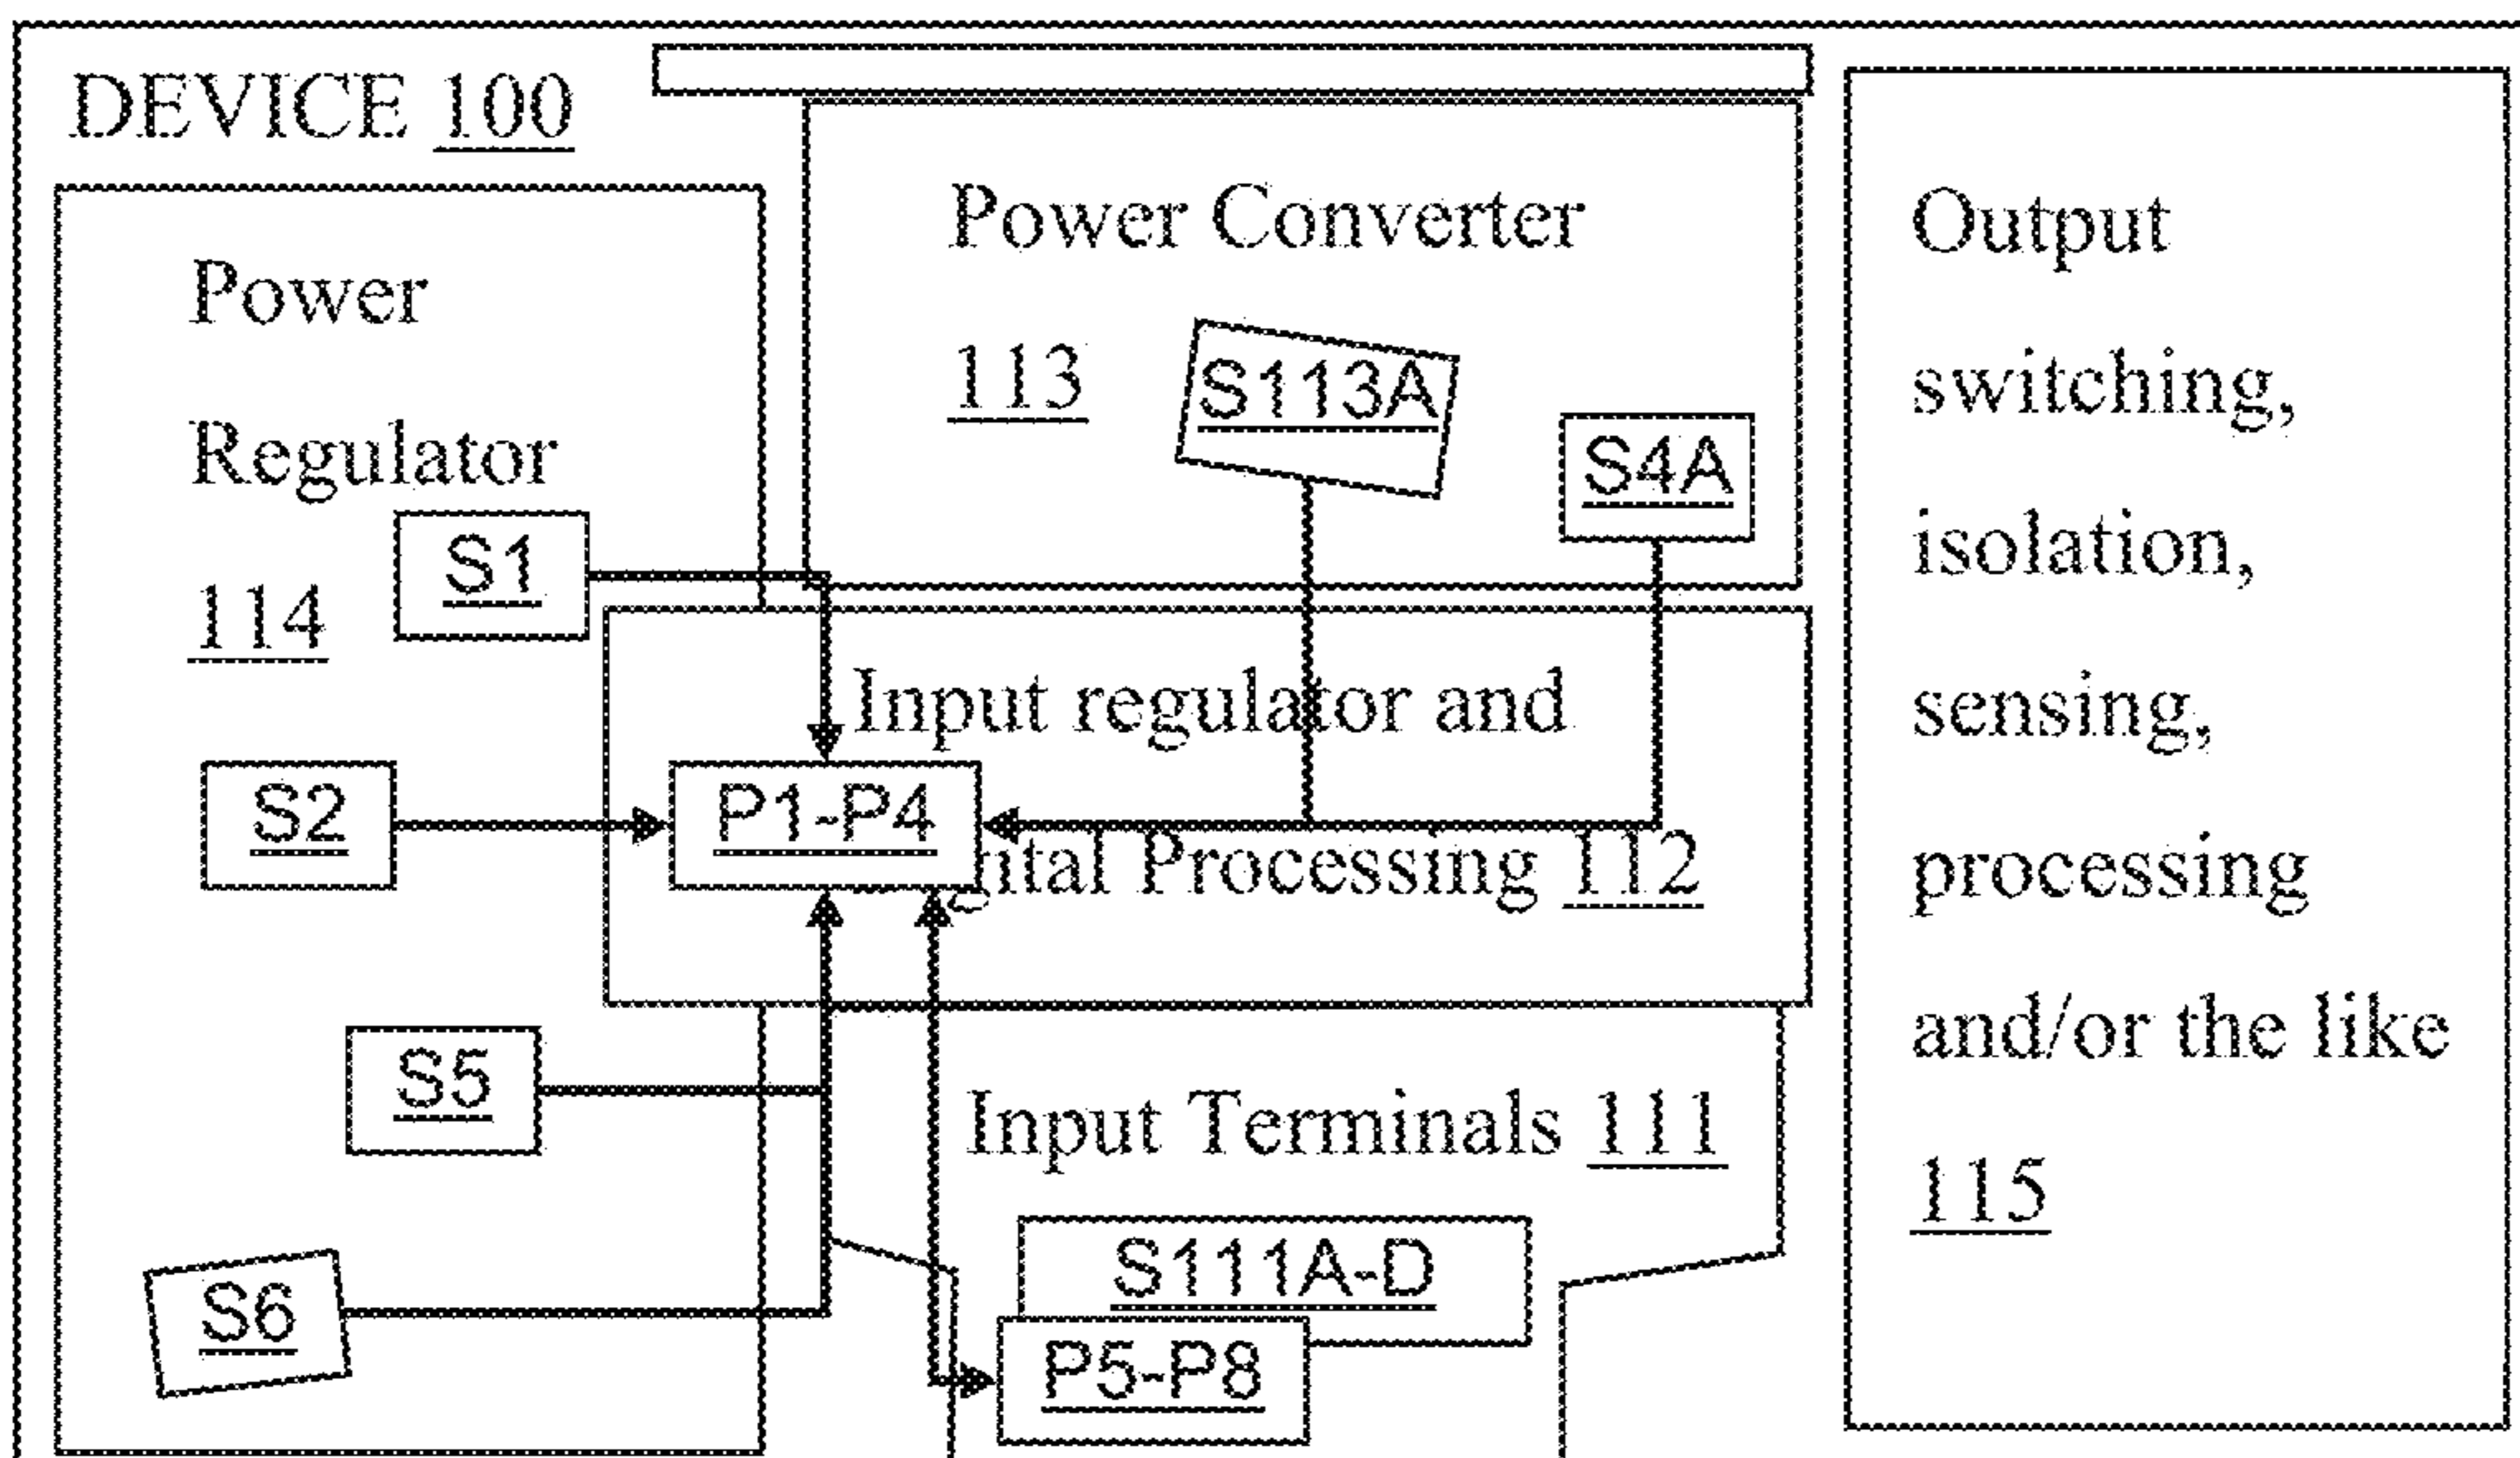 DEVICE 100
Power
Regulator
114
S1
S2
S5
S6
Power Converter
113
S113A
S4A
Input regulator and
P1-P4
Processing 112
Input Terminals 111
S111A-D
P5-P8
Output
switching,
isolation,
sensing,
processing
and/or the like
115